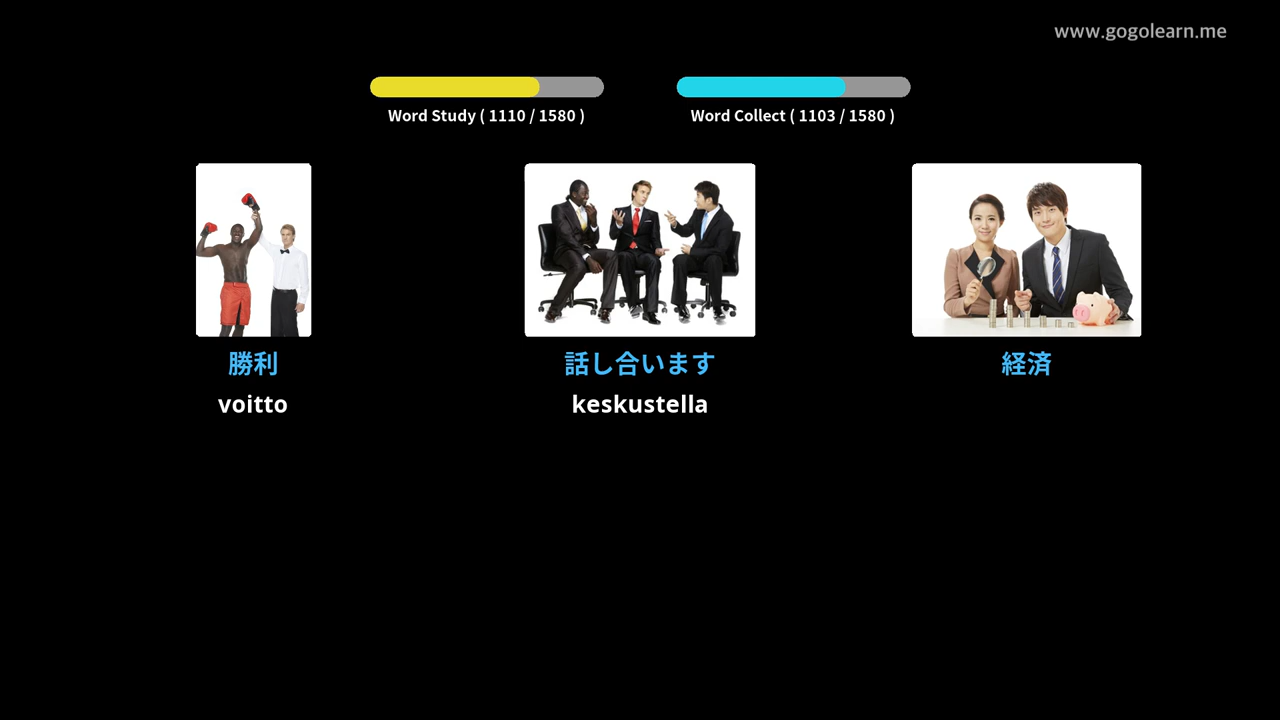 www.gogolearn.me
Word Study ( 1110 / 1580 )
Word Collect ( 1103 / 1580 )
勝利
話し合います
経済
voitto
keskustella